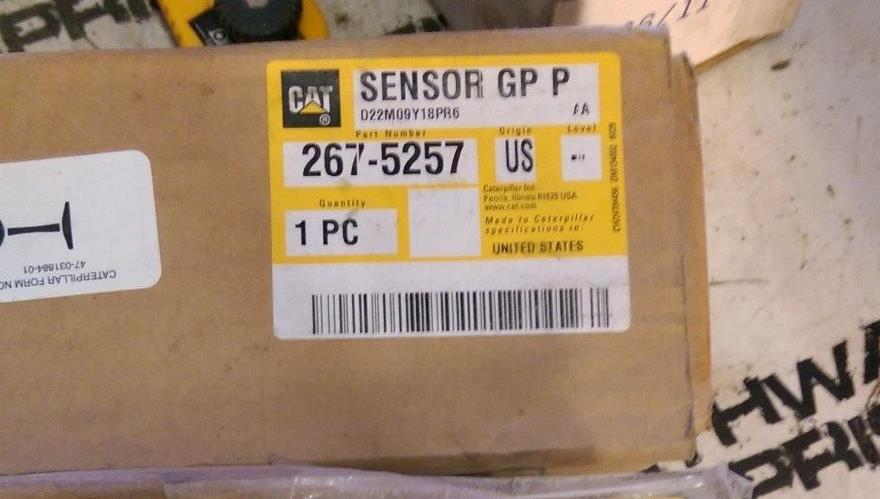 CAT
®
SENSOR GP P
D22M09Y18PR6 AA
Part Number
267-5257
Origin
US
Level
Quantity
1 PC
Caterpillar Inc.
Peoria, Illinois 61629 USA
www.cat.com
Made to Caterpillar
specifications in:
UNITED STATES
CATERPILLAR FORM NO
47-031884-01